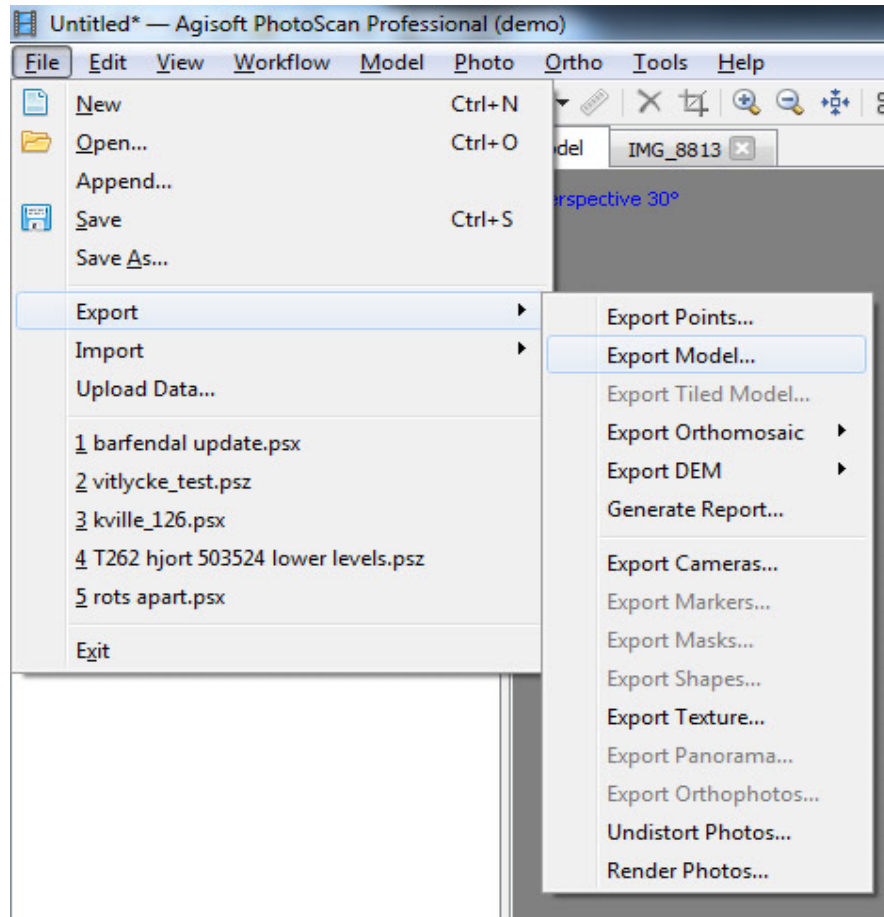 Untitled* — Agisoft PhotoScan Professional (demo)
File Edit View Workflow Model Photo Ortho Tools Help
New Ctrl+N
Open... Ctrl+O
Append...
Save Ctrl+S
Save As...
Export
Import
Upload Data...
1 barfendal update.psx
2 vitlycke_test.psz
3 kville_126.psx
4 T262 hjort 503524 lower levels.psz
5 rots apart.psx
Exit
del IMG_8813
erspective 30°
Export Points...
Export Model...
Export Tiled Model...
Export Orthomosaic
Export DEM
Generate Report...
Export Cameras...
Export Markers...
Export Masks...
Export Shapes...
Export Texture...
Export Panorama...
Export Orthophotos...
Undistort Photos...
Render Photos...